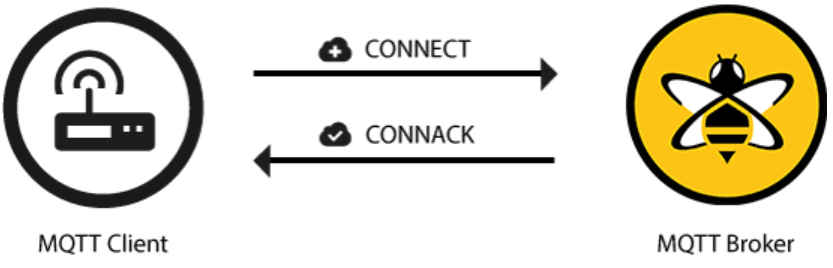 CONNECT
CONNACK
MQTT Client
MQTT Broker